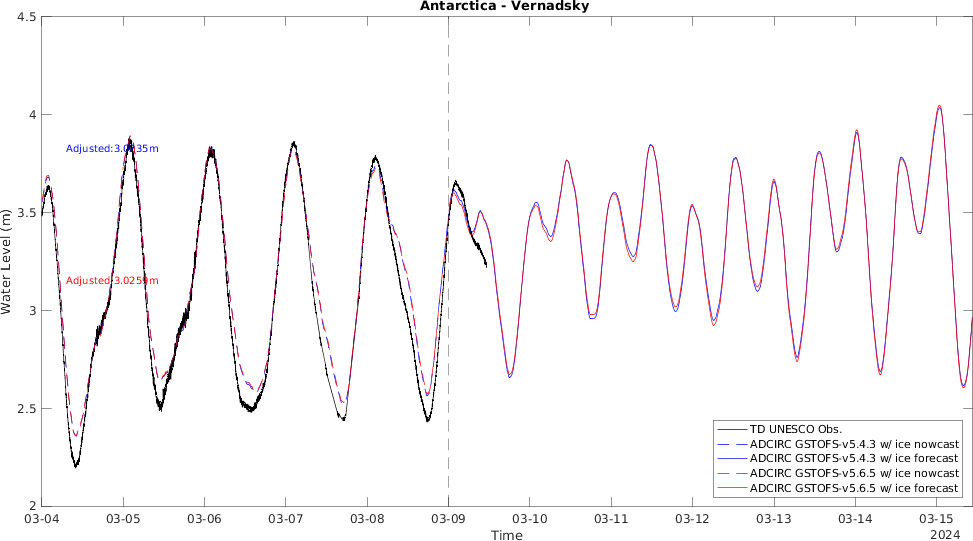 Antarctica - Vernadsky
4.5
4
3.5
3
2.5
2
Water Level (m)
Adjusted:3.0 35m
Adjusted:3.0259m
TD UNESCO Obs.
ADCIRC GSTOFS-v5.4.3 w/ ice nowcast
ADCIRC GSTOFS-v5.4.3 w/ ice forecast
ADCIRC GSTOFS-v5.6.5 w/ ice nowcast
ADCIRC GSTOFS-v5.6.5 w/ ice forecast
03-04 03-05 03-06 03-07 03-08 03-09 03-10 03-11 03-12 03-13 03-14 03-15
Time
2024